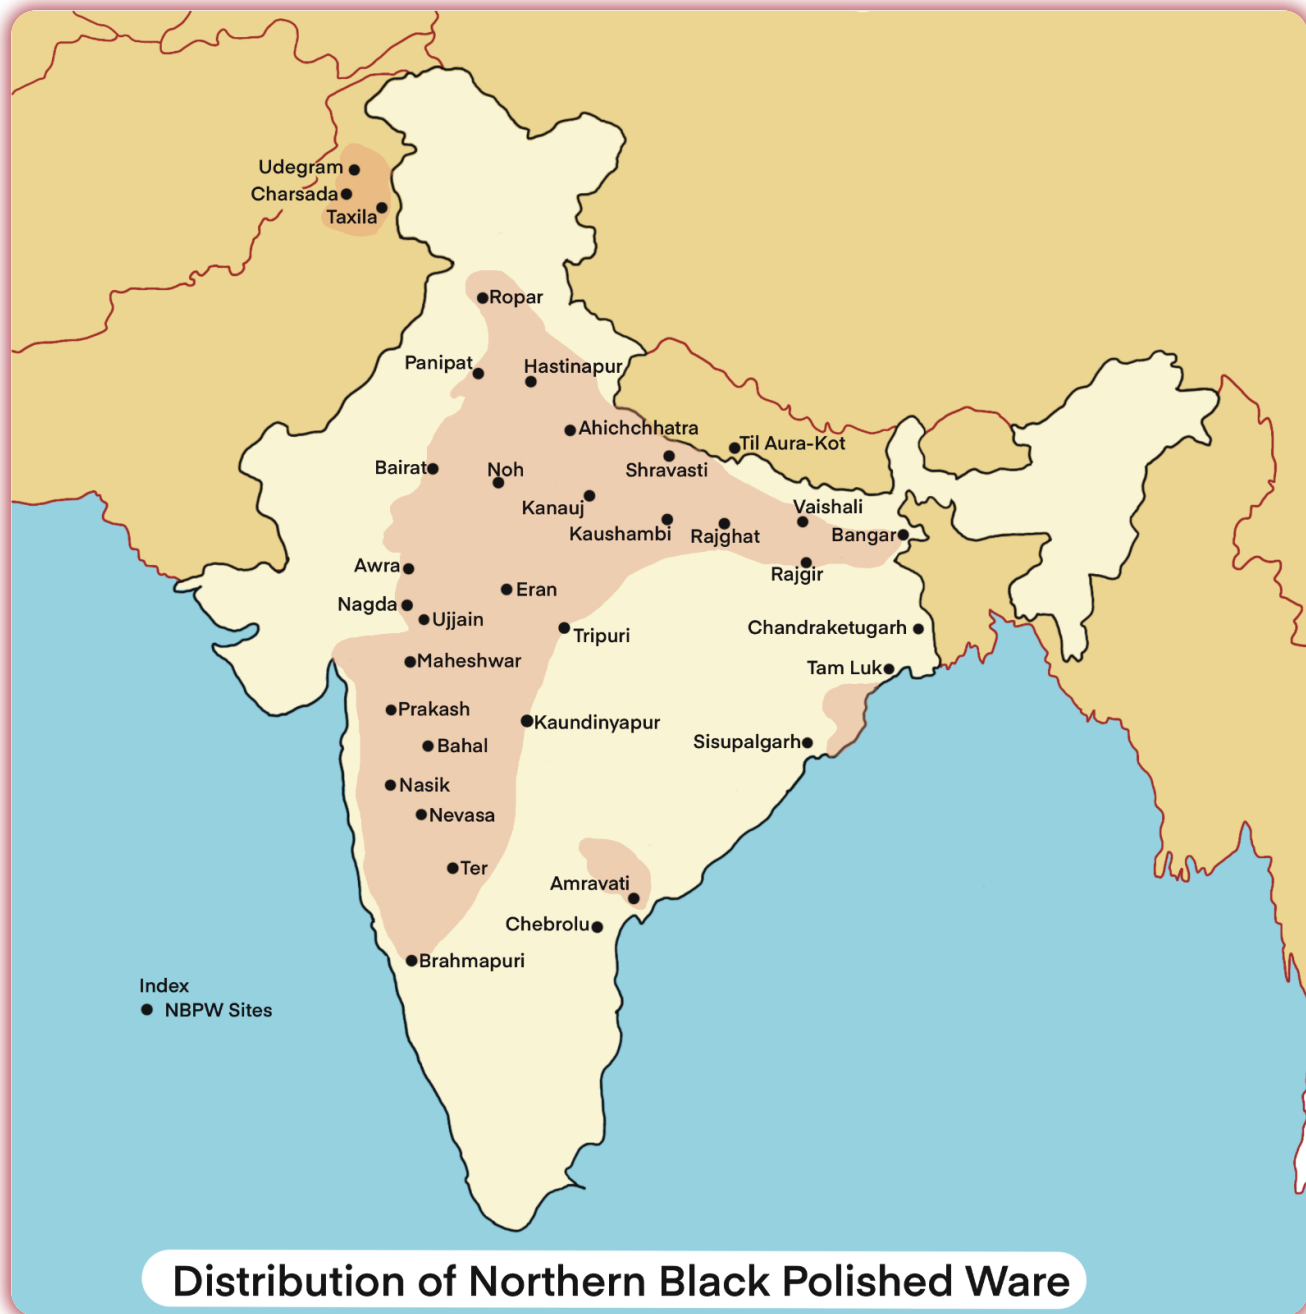 Udegram
Charsada
Taxila
Ropar
Panipat
Hastinapur
Ahichchhatra
Til Aura-Kot
Bairat
Noh
Shravasti
Kanauj
Vaishali
Kaushambi
Rajghat
Bangar
Awra
Rajgir
Eran
Nagda
Ujjain
Tripuri
Chandraketugarh
Maheshwar
Tam Luk
Prakash
Kaundinyapur
Bahal
Sisupalgarh
Nasik
Nevasa
Ter
Amravati
Chebrolu
Brahmapuri
Index
NBPW Sites
Distribution of Northern Black Polished Ware